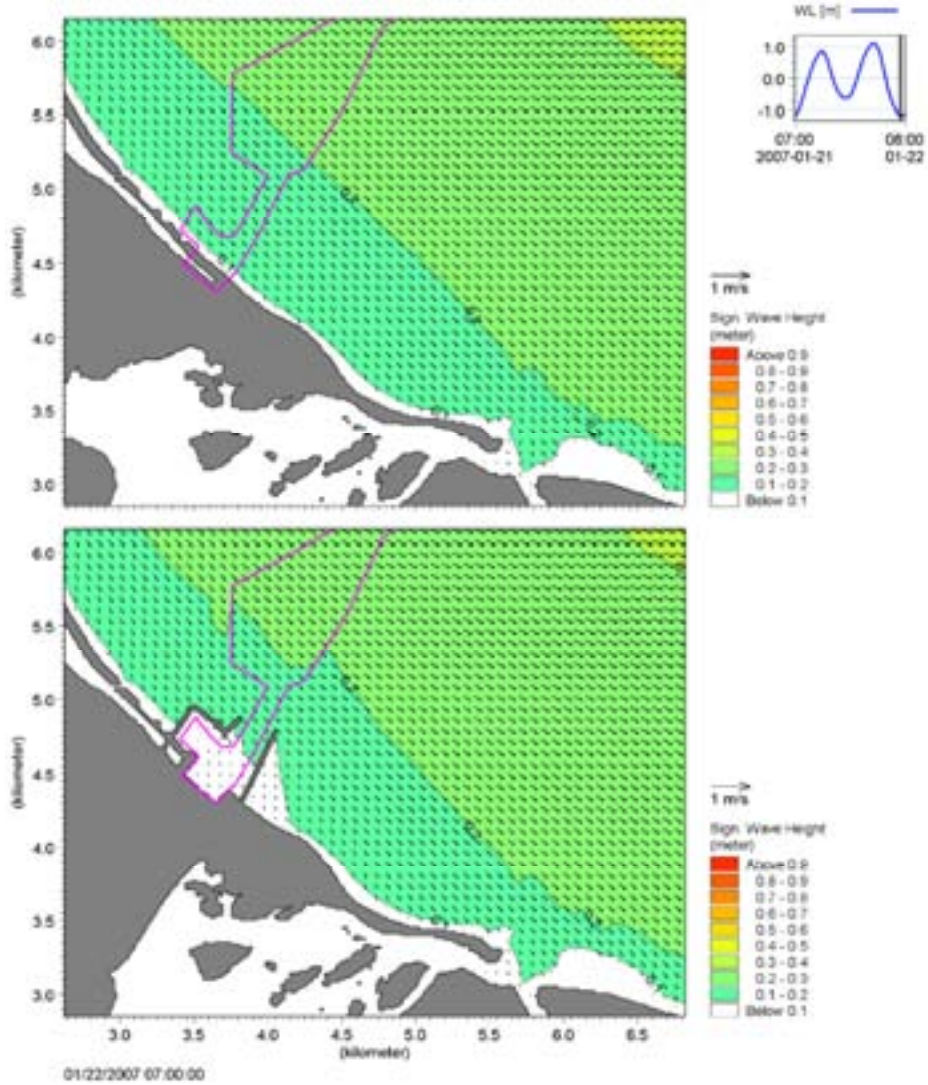 WL [m]
1.0
0.0
-1.0
07:00 08:00
2007-01-21 01-22
6.0
5.5
5.0
4.5
4.0
3.5
3.0
(kilometer)
1 m/s
Sign. Wave Height
(meter)
Above 0.9
0.8 - 0.9
0.7 - 0.8
0.6 - 0.7
0.5 - 0.6
0.4 - 0.5
0.3 - 0.4
0.2 - 0.3
0.1 - 0.2
Below 0.1
6.0
5.5
5.0
4.5
4.0
3.5
3.0
(kilometer)
1 m/s
Sign. Wave Height
(meter)
Above 0.9
0.8 - 0.9
0.7 - 0.8
0.6 - 0.7
0.5 - 0.6
0.4 - 0.5
0.3 - 0.4
0.2 - 0.3
0.1 - 0.2
Below 0.1
3.0 3.5 4.0 4.5 5.0 5.5 6.0 6.5
(kilometer)
01/22/2007 07:00:00